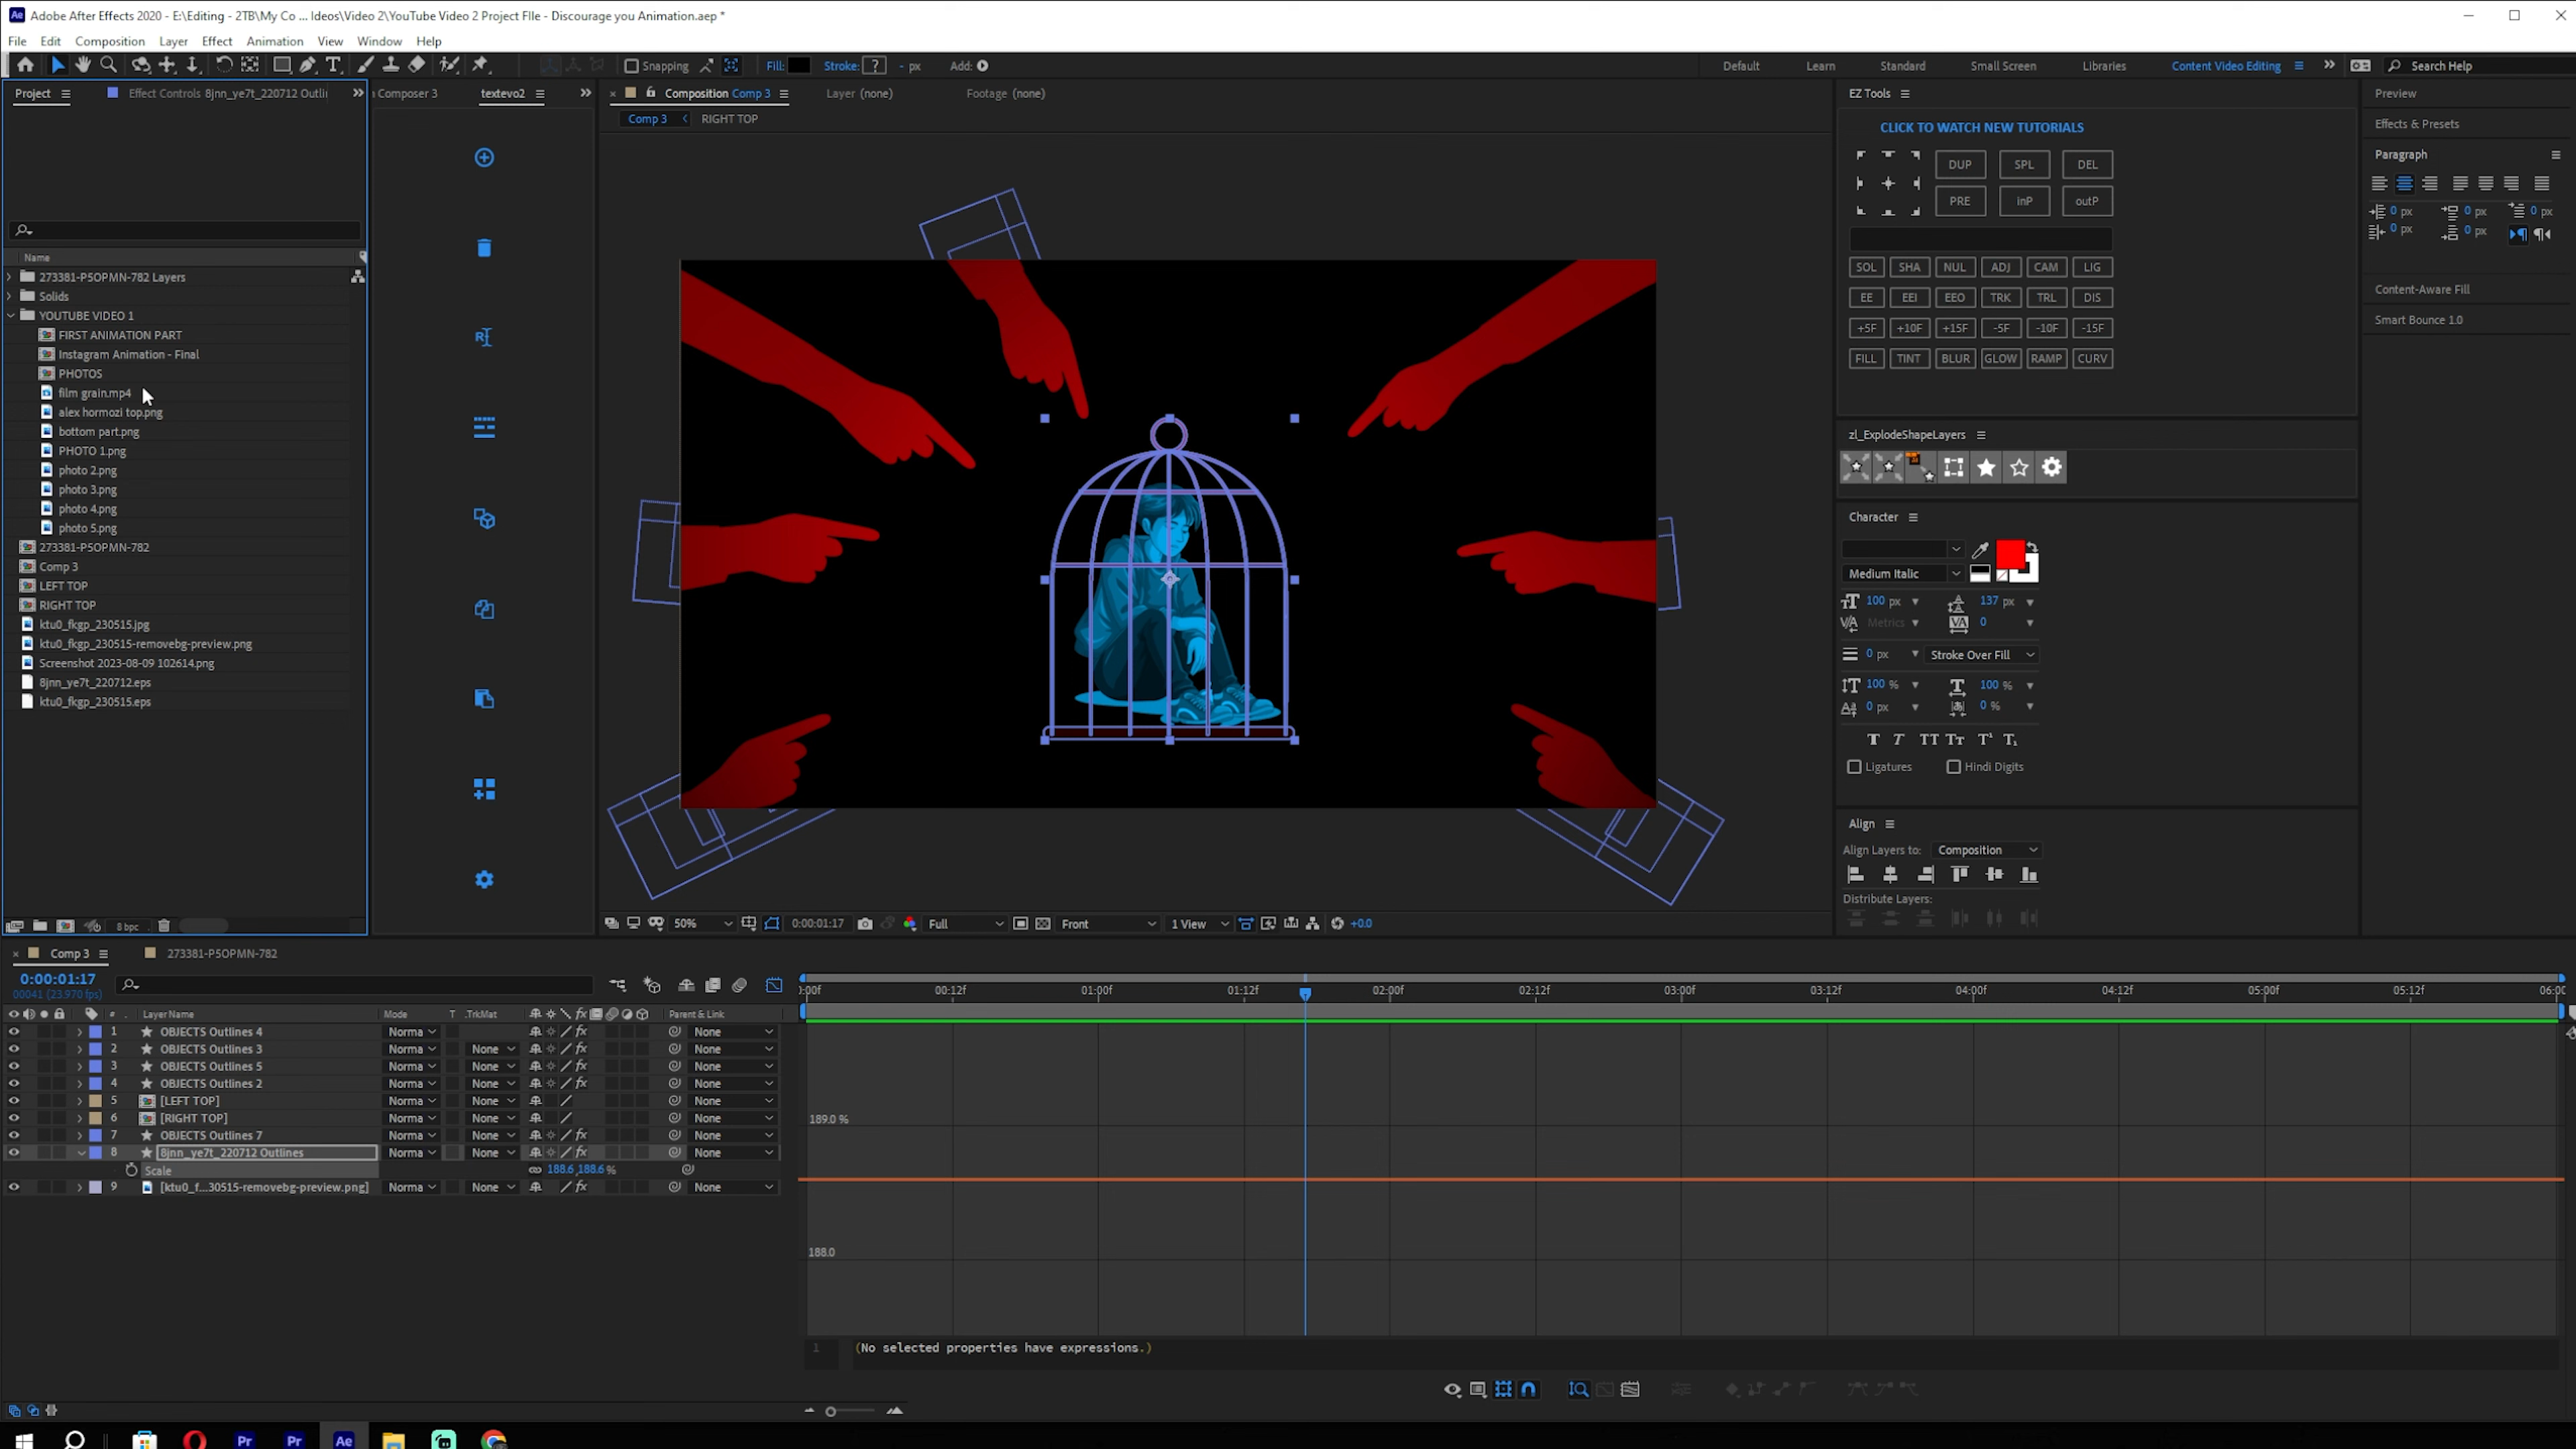 Adobe After Effects 2020 - E:\Editing - 2TB\My Co ... Ideos\Video 2\YouTube Video 2 Project FIle - Discourage you Animation.aep *
File Edit Composition Layer Effect Animation View Window Help
Snapping Fill: Stroke: ? - px Add: Default Learn Standard Small Screen Libraries Content Video Editing Search Help
Project Effect Controls 8jnn_ye7t_220712 Outli
Composer 3 textevo2
Composition Comp 3 Layer (none) Footage (none)
Comp 3 RIGHT TOP
Name
273381-P5OPMN-782 Layers
Solids
YOUTUBE VIDEO 1
FIRST ANIMATION PART
Instagram Animation - Final
PHOTOS
film grain.mp4
alex hormozi top.png
bottom part.png
PHOTO 1.png
photo 2.png
photo 3.png
photo 4.png
photo 5.png
273381-P5OPMN-782
Comp 3
LEFT TOP
RIGHT TOP
ktu0_fkgp_230515.jpg
ktu0_fkgp_230515-removebg-preview.png
Screenshot 2023-08-09 102614.png
8jnn_ye7t_220712.eps
ktu0_fkgp_230515.eps
8 bpc
50% 0:00:01:17 Full Front 1 View +0.0
EZ Tools
CLICK TO WATCH NEW TUTORIALS
DUP SPL DEL
PRE inP outP
SOL SHA NUL ADJ CAM LIG
EE EEI EEO TRK TRL DIS
+5F +10F +15F -5F -10F -15F
FILL TINT BLUR GLOW RAMP CURV
zl_ExplodeShapeLayers
Character
Medium Italic
100 px 137 px
Metrics 0
0 px Stroke Over Fill
100 % 100 %
0 px 0 %
T T TT Tт T¹ T₁
Ligatures Hindi Digits
Align
Align Layers to: Composition
Distribute Layers:
Preview
Effects & Presets
Paragraph
0 px 0 px 0 px
0 px 0 px
Content-Aware Fill
Smart Bounce 1.0
Comp 3 273381-P5OPMN-782
0:00:01:17
00041 (23.970 fps)
:00f 00:12f 01:00f 01:12f 02:00f 02:12f 03:00f 03:12f 04:00f 04:12f 05:00f 05:12f 06:00
# Layer Name Mode T .TrkMat Parent & Link
1 OBJECTS Outlines 4 Norma None
2 OBJECTS Outlines 3 Norma None None
3 OBJECTS Outlines 5 Norma None None
4 OBJECTS Outlines 2 Norma None None
5 [LEFT TOP] Norma None None
6 [RIGHT TOP] Norma None None
7 OBJECTS Outlines 7 Norma None None
8 8jnn_ye7t_220712 Outlines Norma None None
Scale 188.6,188.6 %
9 [ktu0_f...30515-removebg-preview.png] Norma None None
189.0 %
188.0
1 (No selected properties have expressions.)
Pr Pr Ae